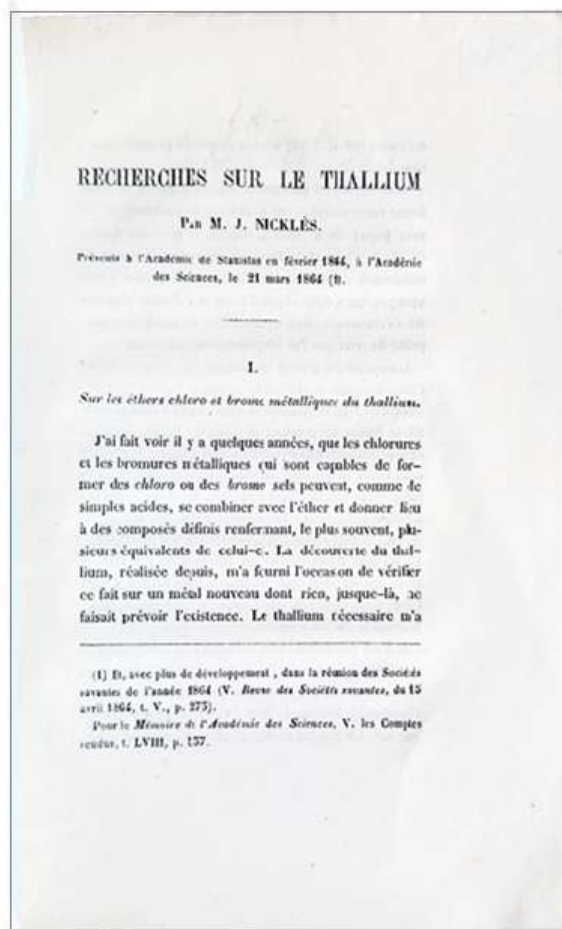 RECHERCHES SUR LE THALLIUM
PAR M. J. NICKLÈS.
Présenté à l'Académie de Stanislas en février 1864, à l'Académie
des Sciences, le 21 mars 1864 (1).
I.
Sur les éthers chloro et bromo métalliques du thallium.
J'ai fait voir il y a quelques années, que les chlorures
et les bromures métalliques qui sont capables de for-
mer des chloro ou des bromo sels peuvent, comme de
simples acides, se combiner avec l'éther et donner lieu
à des composés définis renfermant, le plus souvent, plu-
sieurs équivalents de celui-c. La découverte du thal-
lium, réalisée depuis, m'a fourni l'occasion de vérifier
ce fait sur un métal nouveau dont rien, jusque-là, ne
faisait prévoir l'existence. Le thallium nécessaire m'a
(1) Et, avec plus de développement, dans la réunion des Sociétés
savantes de l'année 1864 (V. Revue des Sociétés savantes, du 15
avril 1864, t. V., p. 275).
Pour le Mémoire de l'Académie des Sciences, V. les Comptes
rendus, t. LVIII, p. 537.